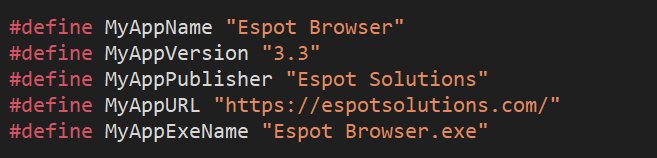 #define MyAppName "Espot Browser"
#define MyAppVersion "3.3"
#define MyAppPublisher "Espot Solutions"
#define MyAppURL "https://espotsolutions.com/"
#define MyAppExeName "Espot Browser.exe"